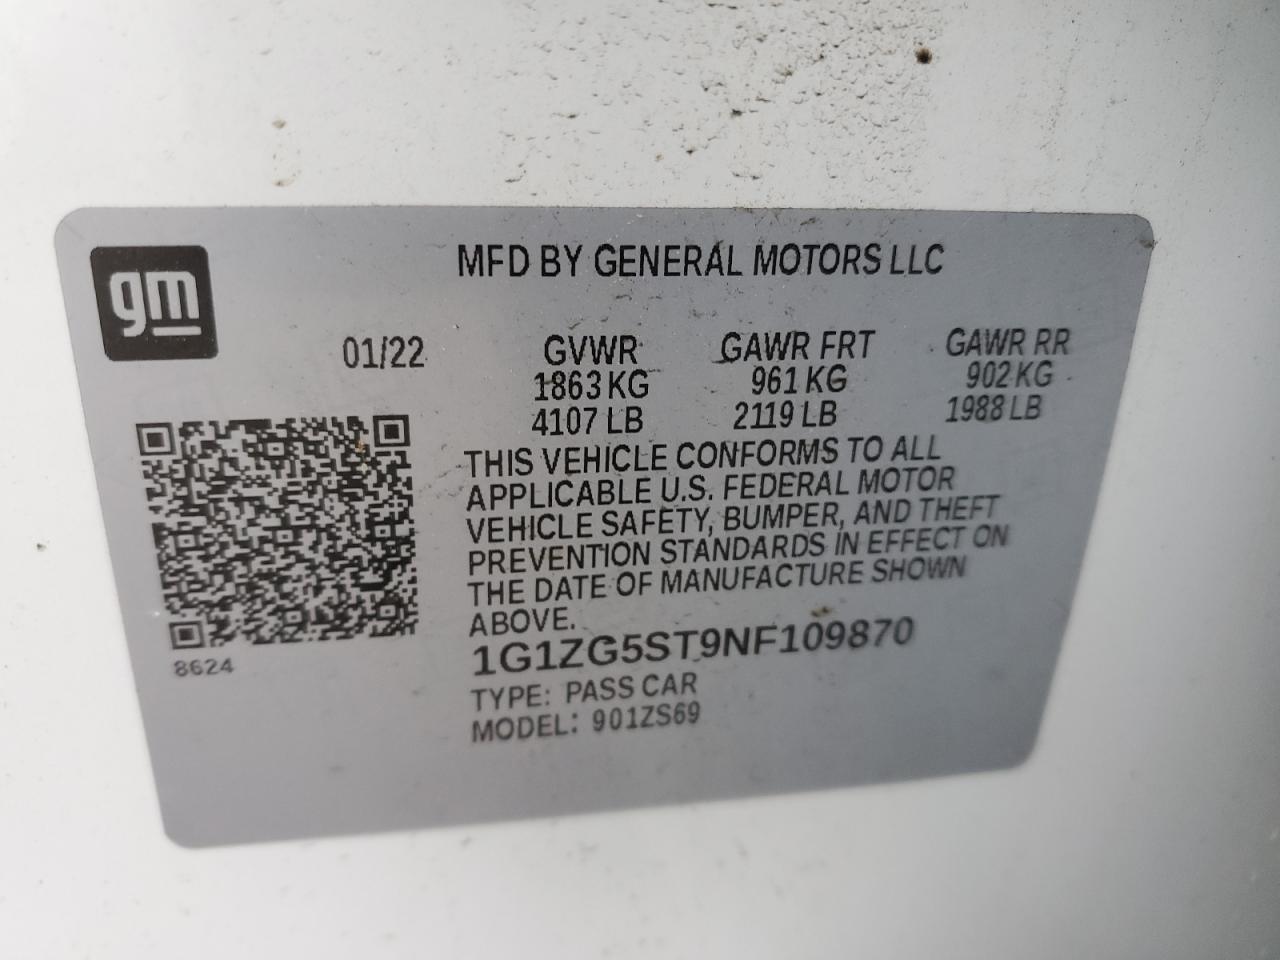 gm
MFD BY GENERAL MOTORS LLC
01/22 GVWR GAWR FRT GAWR RR
1863 KG 961 KG 902 KG
4107 LB 2119 LB 1988 LB
THIS VEHICLE CONFORMS TO ALL
APPLICABLE U.S. FEDERAL MOTOR
VEHICLE SAFETY, BUMPER, AND THEFT
PREVENTION STANDARDS IN EFFECT ON
THE DATE OF MANUFACTURE SHOWN
ABOVE.
1G1ZG5ST9NF109870
8624
TYPE: PASS CAR
MODEL: 901ZS69